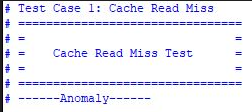 # Test Case 1: Cache Read Miss
# ===============================
# =                             =
# =    Cache Read Miss Test     =
# =                             =
# ===============================
# ------Anomaly------